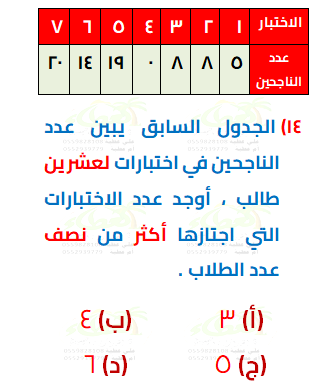 الاختبار ١ ٢ ٣ ٤ ٥ ٦ ٧
عدد الناجحين ٥ ٨ ٨ ٠ ١٩ ١٤ ٢٠
١٤) الجدول السابق يبين عدد
الناجحين في اختبارات لعشرين
طالب ، أوجد عدد الاختبارات
التي اجتازها أكثر من نصف
عدد الطلاب .
(أ) ٣ (ب) ٤
(ج) ٥ (د) ٦